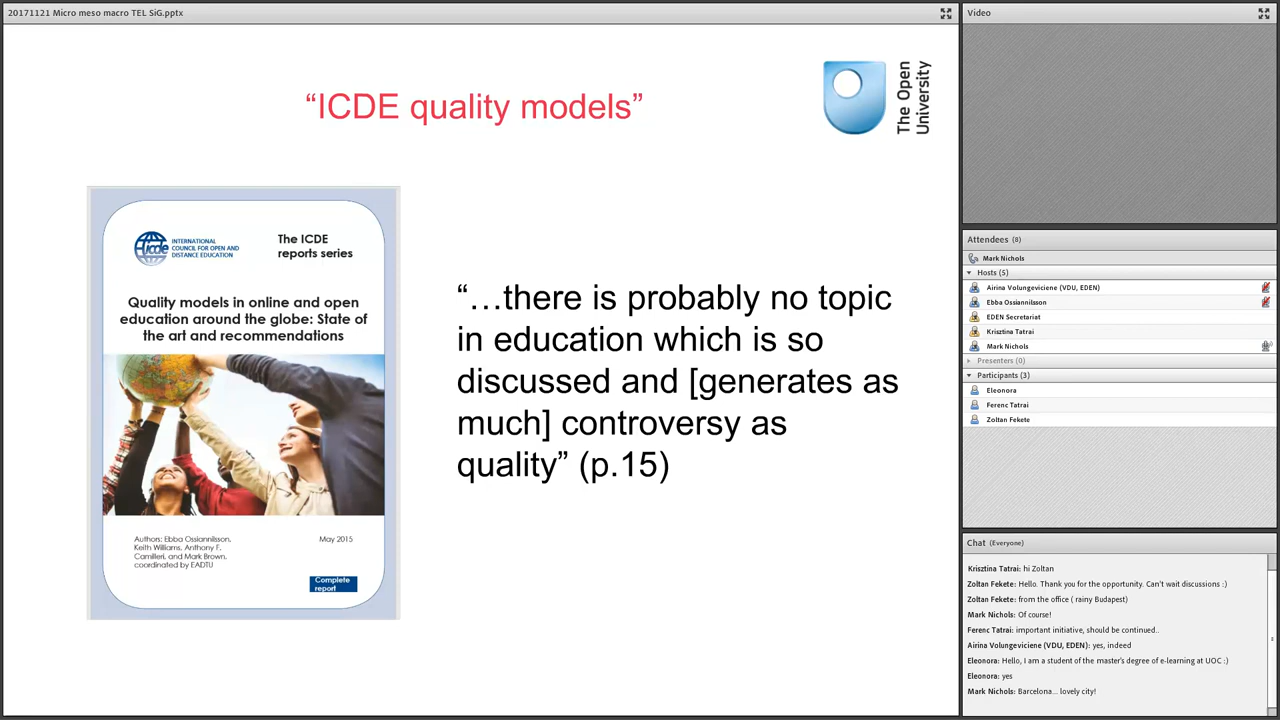 20171121 Micro meso macro TEL SiG.pptx
“ICDE quality models”
The Open
University
icde
INTERNATIONAL
COUNCIL FOR OPEN AND
DISTANCE EDUCATION
The ICDE
reports series
Quality models in online and open
education around the globe: State of
the art and recommendations
Authors: Ebba Ossiannilsson,
Keith Williams, Anthony F.
Camilleri, and Mark Brown,
coordinated by EADTU
May 2015
Complete
report
“…there is probably no topic
in education which is so
discussed and [generates as
much] controversy as
quality” (p.15)
Video
Attendees (8)
Mark Nichols
Hosts (5)
Airina Volungeviciene (VDU, EDEN)
Ebba Ossiannilsson
EDEN Secretariat
Krisztina Tatrai
Mark Nichols
Presenters (0)
Participants (3)
Eleonora
Ferenc Tatrai
Zoltan Fekete
Chat (Everyone)
Krisztina Tatrai: hi Zoltan
Zoltan Fekete: Hello. Thank you for the opportunity. Can't wait discussions :)
Zoltan Fekete: from the office ( rainy Budapest)
Mark Nichols: Of course!
Ferenc Tatrai: important initiative, should be continued..
Airina Volungeviciene (VDU, EDEN): yes, indeed
Eleonora: Hello, I am a student of the master's degree of e-learning at UOC :)
Eleonora: yes
Mark Nichols: Barcelona... lovely city!